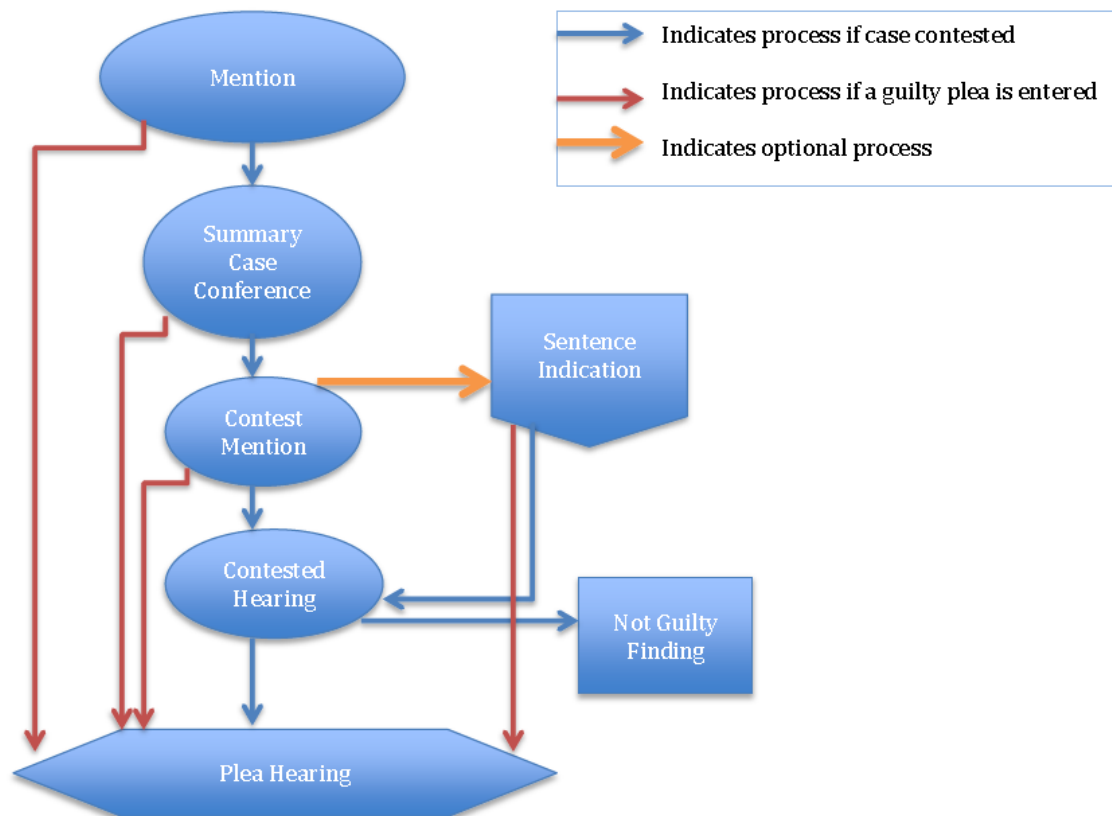 Mention
Indicates process if case contested
Indicates process if a guilty plea is entered
Indicates optional process
Summary
Case
Conference
Sentence
Indication
Contest
Mention
Contested
Hearing
Not Guilty
Finding
Plea Hearing